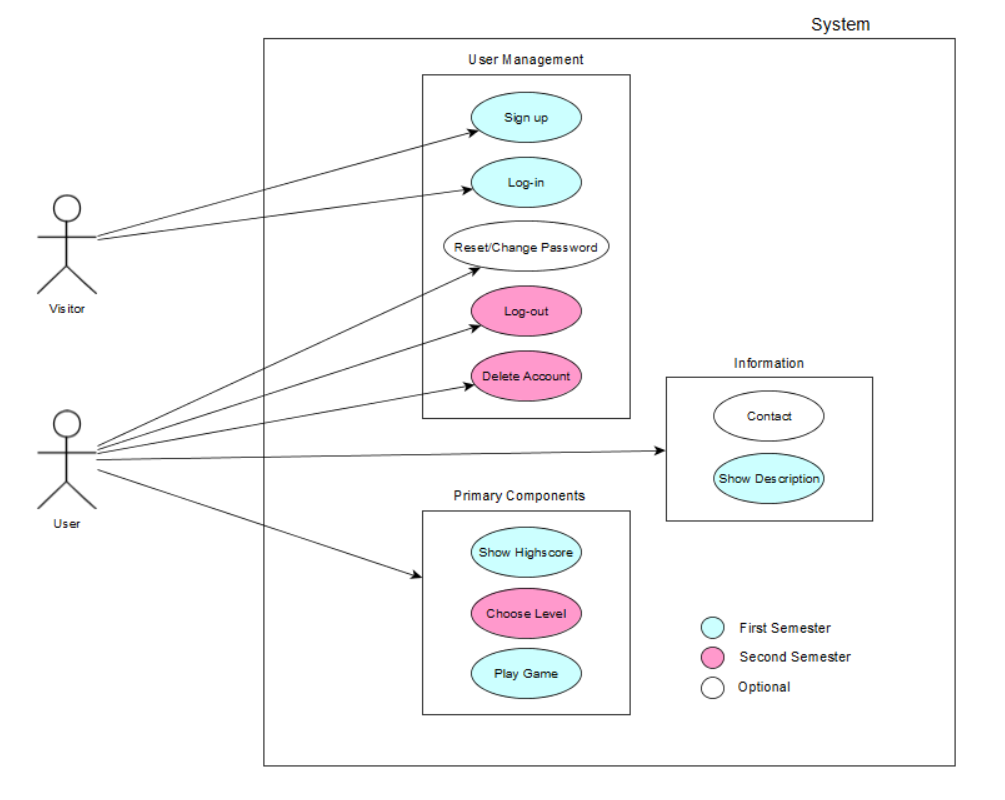 System
User Management
Sign up
Log-in
Reset/Change Password
Log-out
Delete Account
Visitor
Information
Contact
Show Description
User
Primary Components
Show Highscore
Choose Level
Play Game
First Semester
Second Semester
Optional